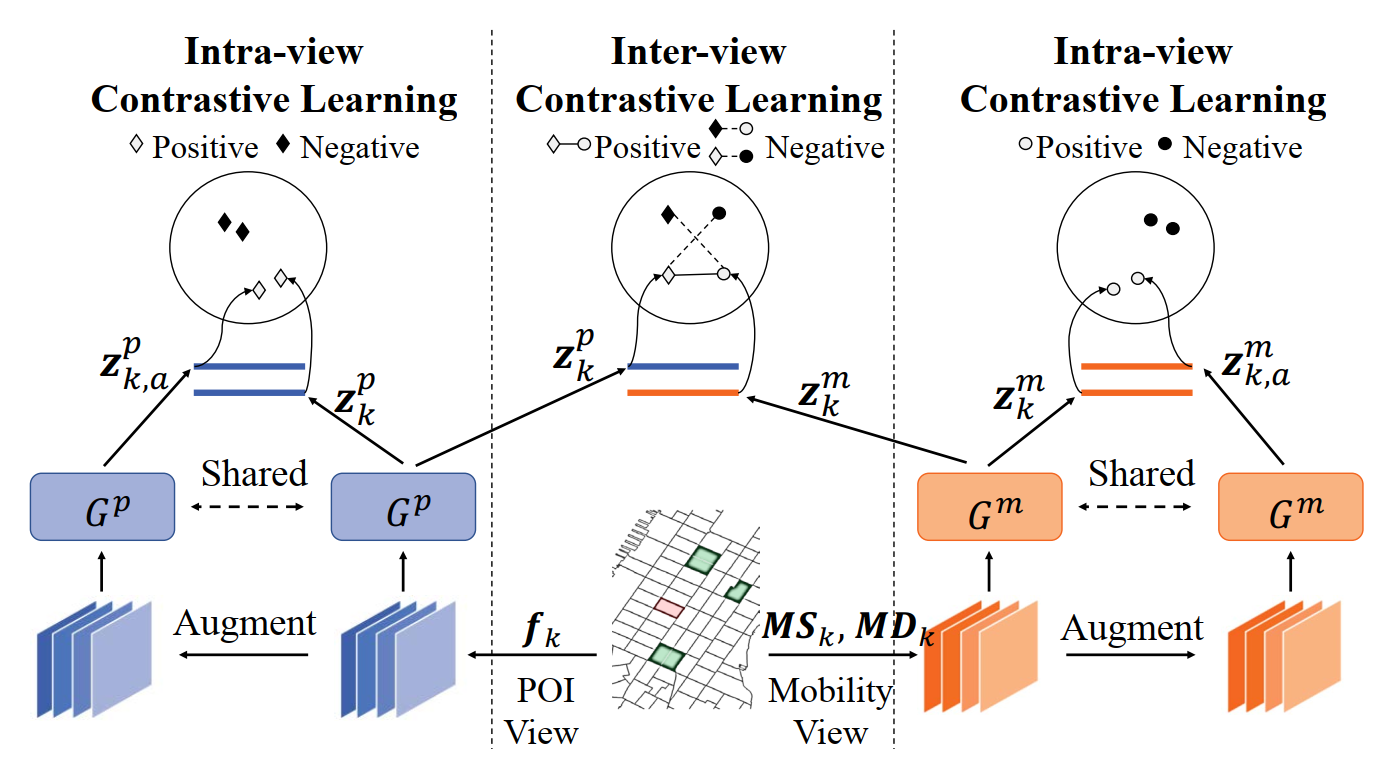 Intra-view
Contrastive Learning
Positive Negative
Inter-view
Contrastive Learning
Positive Negative
Intra-view
Contrastive Learning
Positive Negative
z^p_{k,a}
z^p_k
z^p_k
z^m_k
z^m_k
z^m_{k,a}
G^p
Shared
G^p
G^m
Shared
G^m
Augment
f_k
POI
View
MS_k, MD_k
Mobility
View
Augment